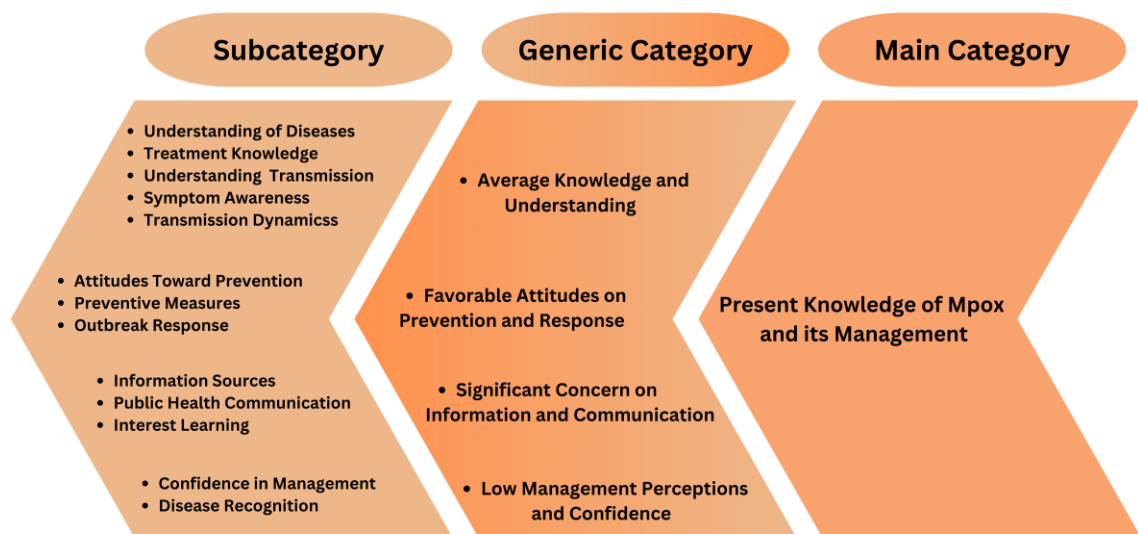 Subcategory
Generic Category
Main Category
• Understanding of Diseases
• Treatment Knowledge
• Understanding Transmission
• Symptom Awareness
• Transmission Dynamicss
• Attitudes Toward Prevention
• Preventive Measures
• Outbreak Response
• Information Sources
• Public Health Communication
• Interest Learning
• Confidence in Management
• Disease Recognition
• Average Knowledge and
Understanding
• Favorable Attitudes on
Prevention and Response
• Significant Concern on
Information and Communication
• Low Management Perceptions
and Confidence
Present Knowledge of Mpox
and its Management